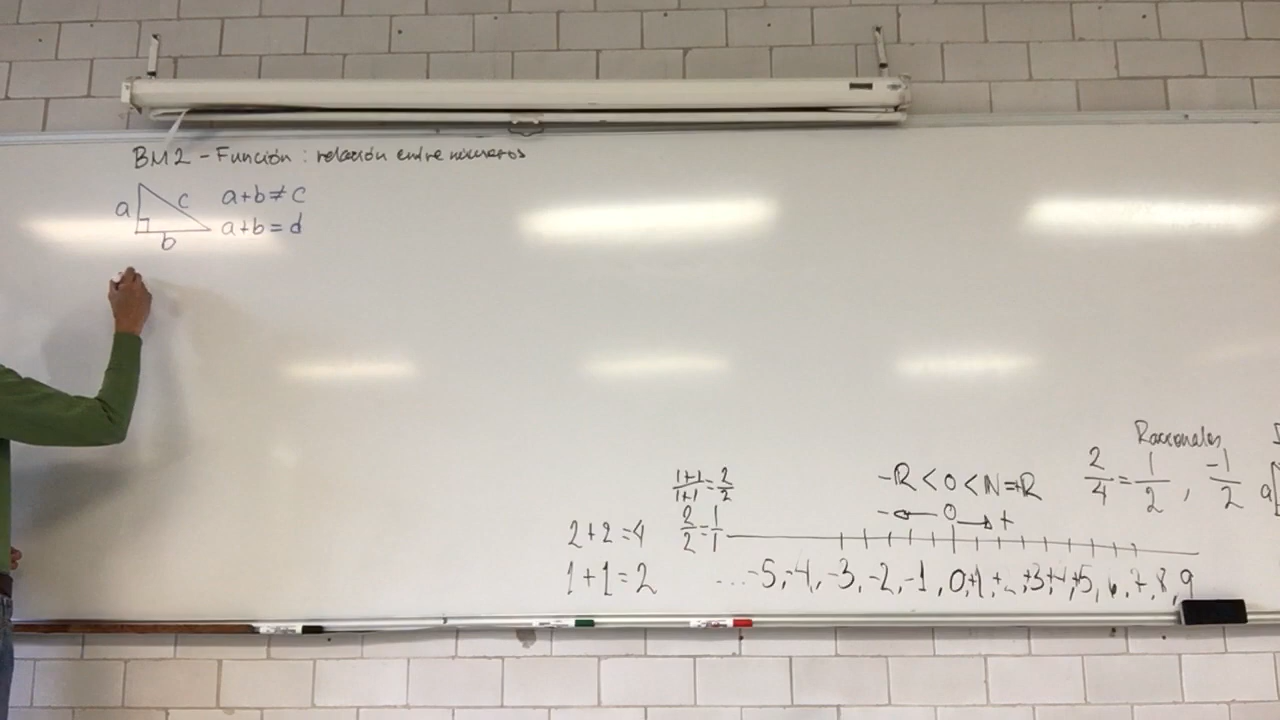 BM2 - Función : relación entre números
a c b
a+b≠c
a+b=d
Racionales
2/4 = 1/2 , -1/2
a
-R < 0 < N = +R
- ← 0 → +
1+1/1+1 = 2/2
2/2 = 1/1
2+2=4
1+1=2
...-5,-4,-3,-2,-1,0,+1,+2,+3,+4,+5,6,7,8,9